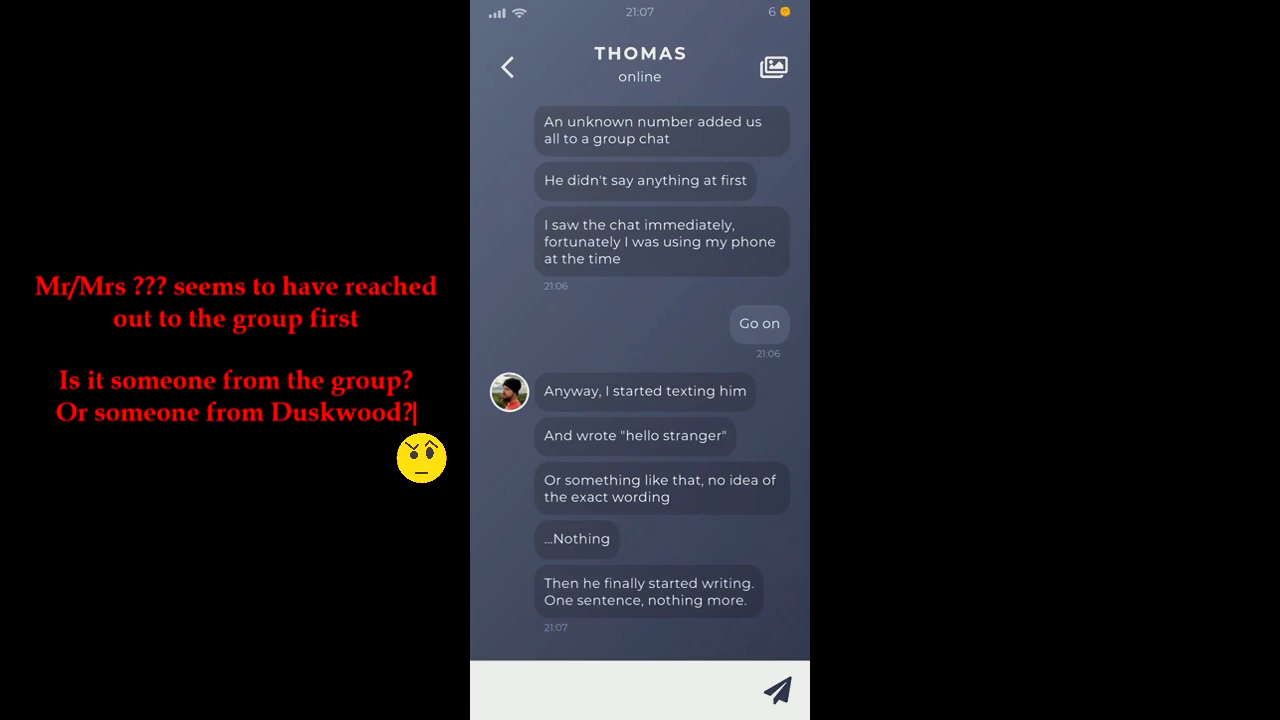 21:07
6
THOMAS
online
An unknown number added us
all to a group chat
He didn't say anything at first
I saw the chat immediately,
fortunately I was using my phone
at the time
21:06
Go on
21:06
Anyway, I started texting him
And wrote "hello stranger"
Or something like that, no idea of
the exact wording
...Nothing
Then he finally started writing.
One sentence, nothing more.
21:07
Mr/Mrs ??? seems to have reached
out to the group first
Is it someone from the group?
Or someone from Duskwood?